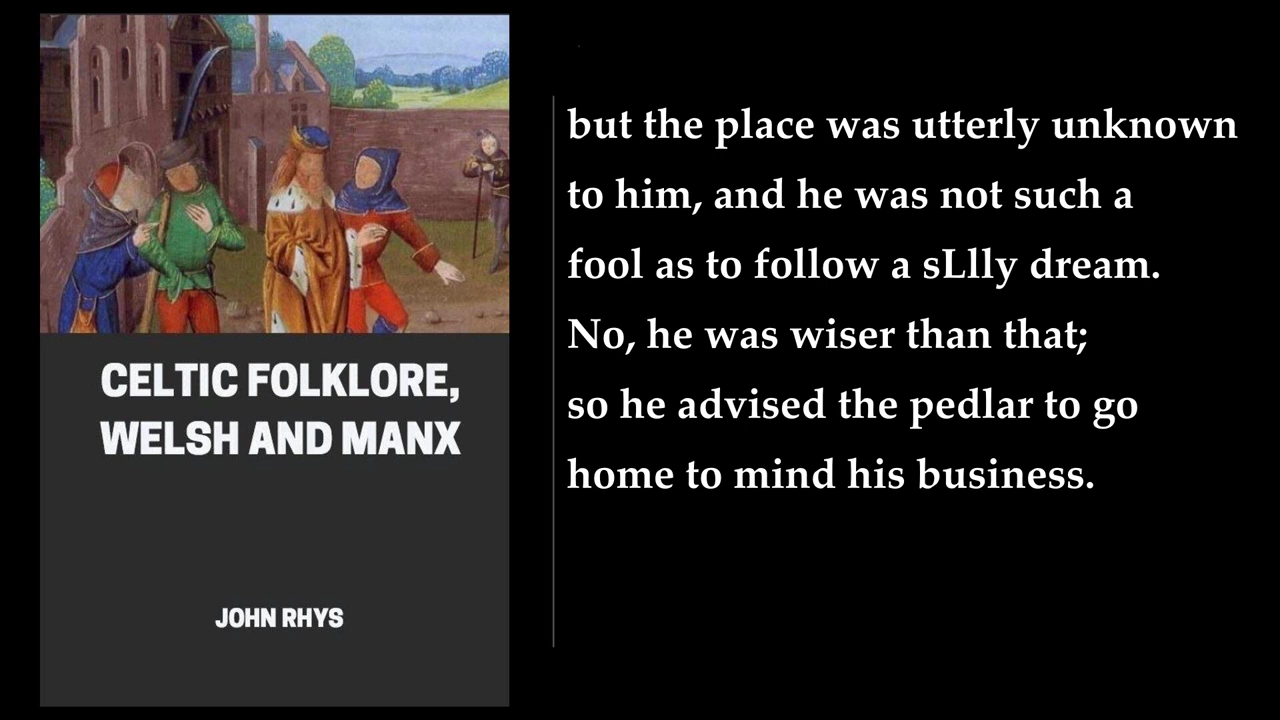 CELTIC FOLKLORE,
WELSH AND MANX
JOHN RHYS
but the place was utterly unknown
to him, and he was not such a
fool as to follow a sLlly dream.
No, he was wiser than that;
so he advised the pedlar to go
home to mind his business.